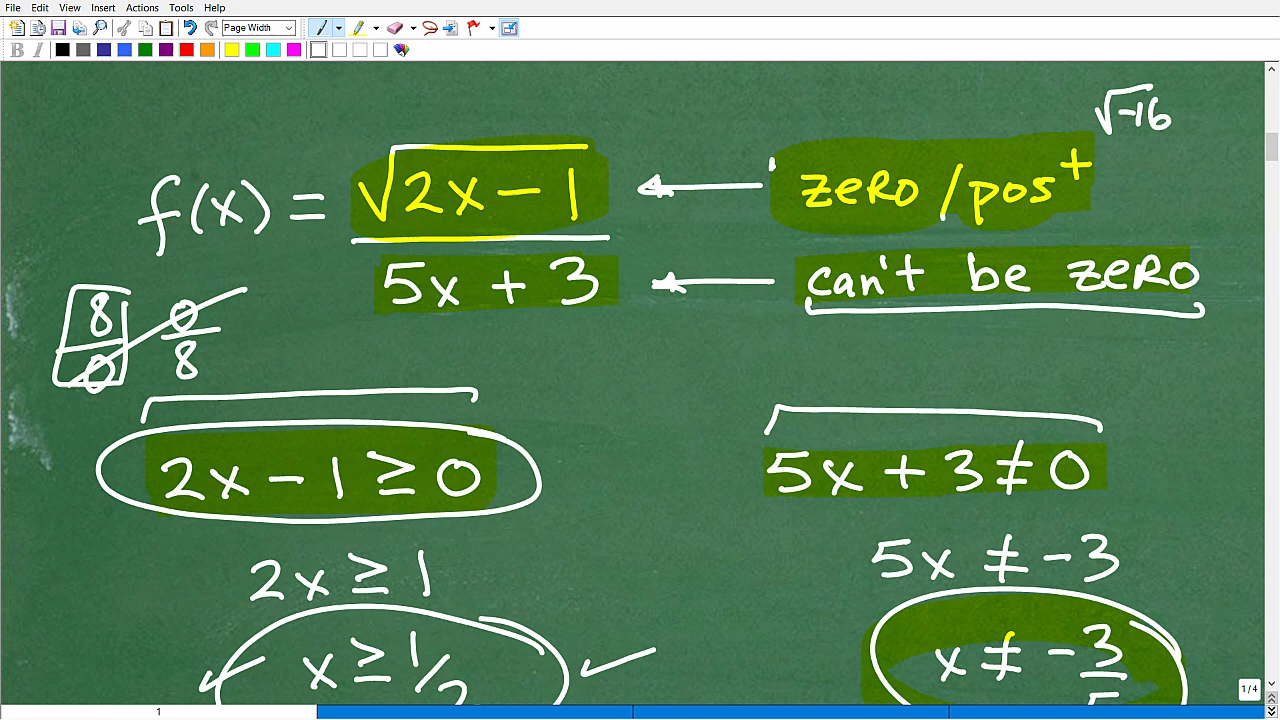 File Edit View Insert Actions Tools Help
Page Width
B I
√-16
f(x) = √2x - 1 / 5x + 3
zero / pos +
can't be zero
8/0 0/8
2x - 1 ≥ 0
5x + 3 ≠ 0
2x ≥ 1
5x ≠ -3
x ≥ 1/2
x ≠ -3/5
1/4
1